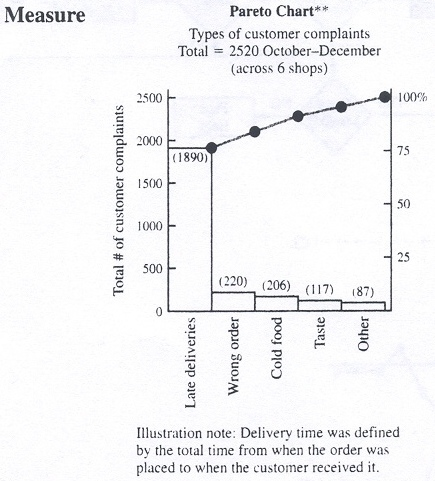 Measure
Pareto Chart**
Types of customer complaints
Total = 2520 October–December
(across 6 shops)
Total # of customer complaints
2500
2000
1500
1000
500
0
100%
75
50
25
(1890)
(220)
(206)
(117)
(87)
Late deliveries
Wrong order
Cold food
Taste
Other
Illustration note: Delivery time was defined
by the total time from when the order was
placed to when the customer received it.